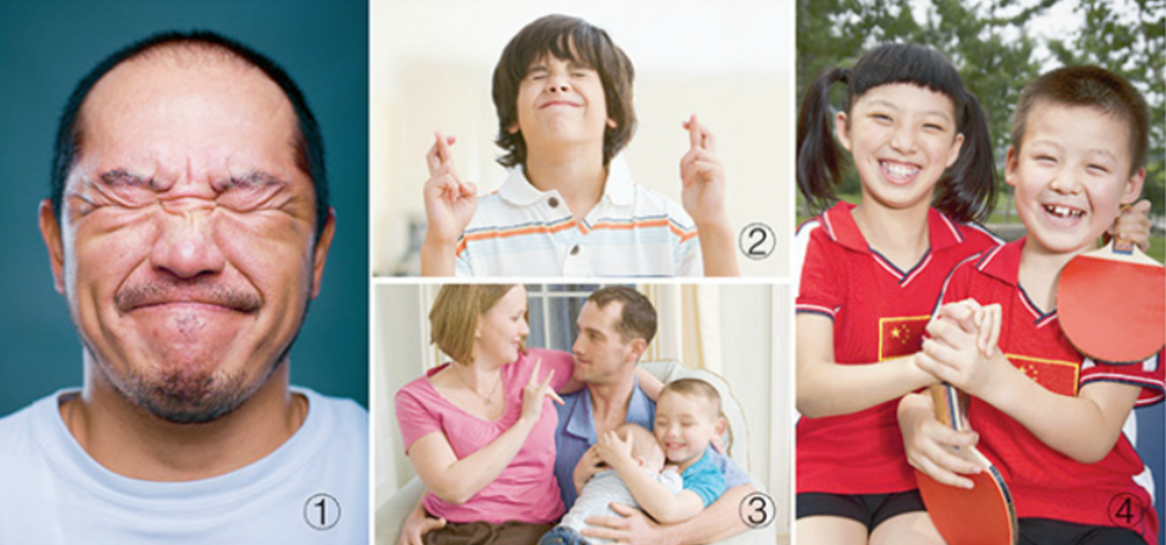 ①
②
③
④